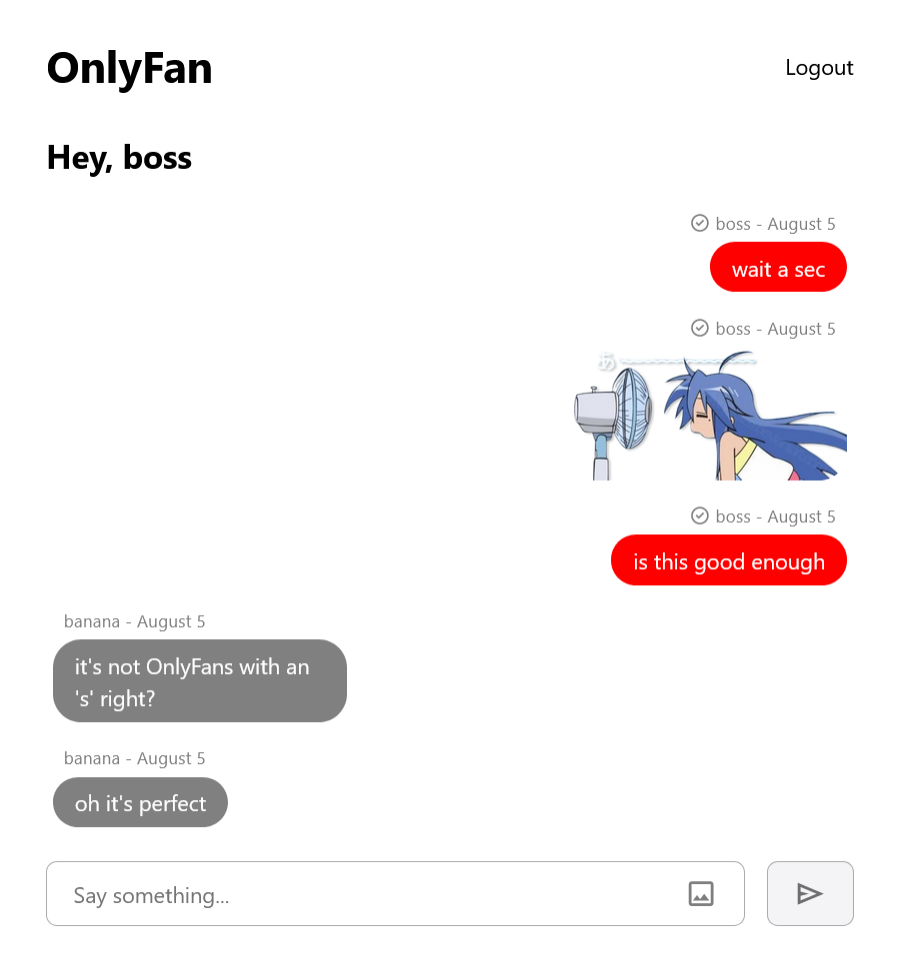 OnlyFan
Logout
Hey, boss
boss - August 5
wait a sec
boss - August 5
あ
boss - August 5
is this good enough
banana - August 5
it's not OnlyFans with an
's' right?
banana - August 5
oh it's perfect
Say something...